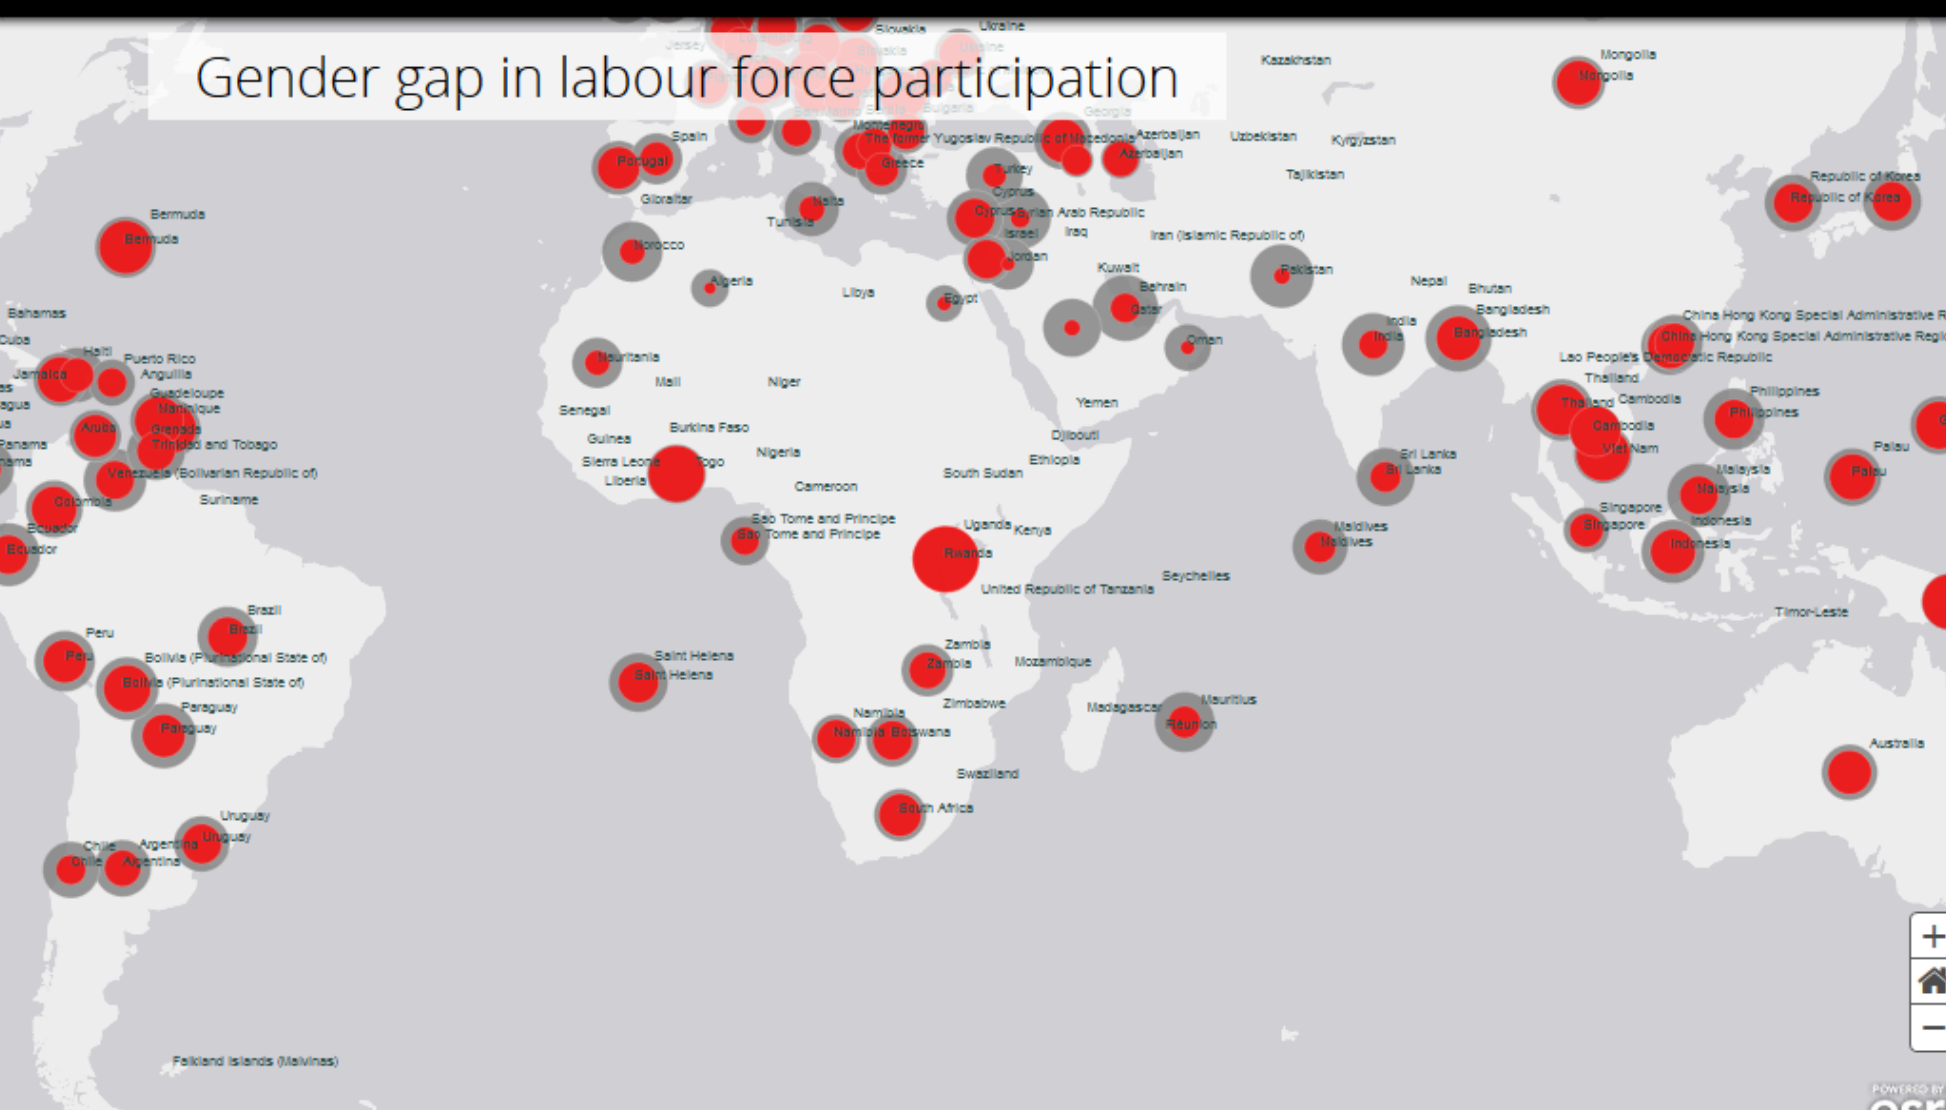 Slovakia
Ukraine
Jersey
Slovakia
Ukraine
Gender gap in labour force participation
Kazakhstan
Mongolia
Mongolia
Bulgaria
Georgia
Montenegro
The former Yugoslav Republic of Macedonia
Azerbaijan
Azerbaijan
Uzbekistan
Kyrgyzstan
Spain
Portugal
Greece
Turkey
Tajikistan
Republic of Korea
Republic of Korea
Gibraltar
Malta
Tunisia
Cyprus
Cyprus
Syrian Arab Republic
Israel
Iraq
Iran (Islamic Republic of)
Bermuda
Bermuda
Morocco
Jordan
Kuwait
Pakistan
Algeria
Libya
Egypt
Bahrain
Qatar
Nepal
Bhutan
Bangladesh
Bangladesh
Bahamas
Cuba
India
India
China Hong Kong Special Administrative R
China Hong Kong Special Administrative Regio
Oman
Haiti
Puerto Rico
Jamaica
Anguilla
Mauritania
Mali
Niger
Lao People's Democratic Republic
Thailand
Thailand
Cambodia
Cambodia
Philippines
Philippines
Guadeloupe
Martinique
Grenada
Aruba
Trinidad and Tobago
Panama
Senegal
Guinea
Burkina Faso
Yemen
Djibouti
Viet Nam
Venezuela (Bolivarian Republic of)
Sierra Leone
Togo
Liberia
Nigeria
Cameroon
South Sudan
Ethiopia
Sri Lanka
Sri Lanka
Palau
Palau
Malaysia
Malaysia
Colombia
Suriname
Ecuador
Ecuador
Sao Tome and Principe
Sao Tome and Principe
Uganda
Kenya
Rwanda
Maldives
Maldives
Singapore
Singapore
Indonesia
Indonesia
United Republic of Tanzania
Seychelles
Timor-Leste
Brazil
Brazil
Peru
Peru
Bolivia (Plurinational State of)
Bolivia (Plurinational State of)
Saint Helena
Saint Helena
Zambia
Zambia
Mozambique
Zimbabwe
Madagascar
Mauritius
Réunion
Paraguay
Paraguay
Namibia
Namibia
Botswana
Australia
Swaziland
South Africa
Uruguay
Uruguay
Chile
Chile
Argentina
Argentina
Falkland Islands (Malvinas)
POWERED BY
esr